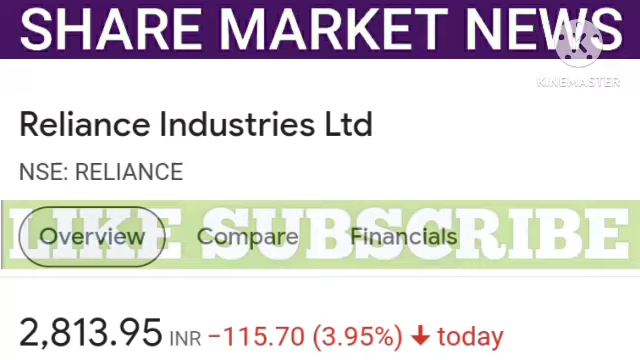 SHARE MARKET NEWS
KINEMASTER
Reliance Industries Ltd
NSE: RELIANCE
LIKE SUBSCRIBE
Overview Compare Financials
2,813.95 INR −115.70 (3.95%) ↓ today